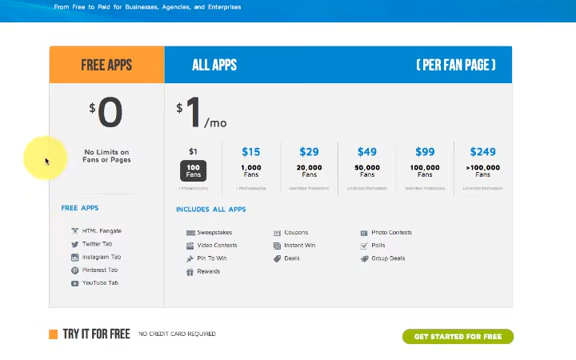 From Free to Paid for Businesses, Agencies, and Enterprises
FREE APPS
ALL APPS
( PER FAN PAGE )
$0
No Limits on
Fans or Pages
$1 /mo
$1
100
Fans
$15
1,000
Fans
$29
20,000
Fans
$49
50,000
Fans
$99
100,000
Fans
$249
>100,000
Fans
FREE APPS
HTML Fangate
Twitter Tab
Instagram Tab
Pinterest Tab
YouTube Tab
INCLUDES ALL APPS
Sweepstakes
Video Contests
Pin To Win
Rewards
Coupons
Instant Win
Deals
Photo Contests
Polls
Group Deals
TRY IT FOR FREE NO CREDIT CARD REQUIRED
GET STARTED FOR FREE